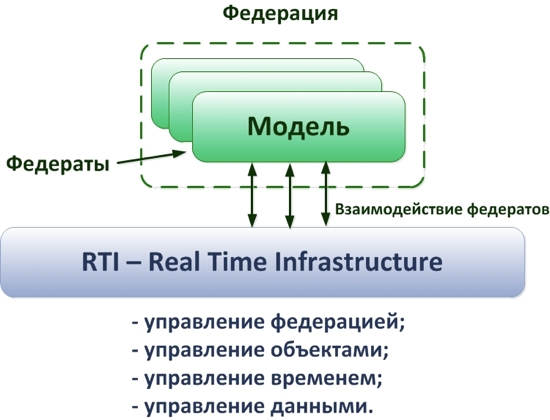 Федерация
Модель
Федераты
Взаимодействие федератов
RTI – Real Time Infrastructure
- управление федерацией;
- управление объектами;
- управление временем;
- управление данными.